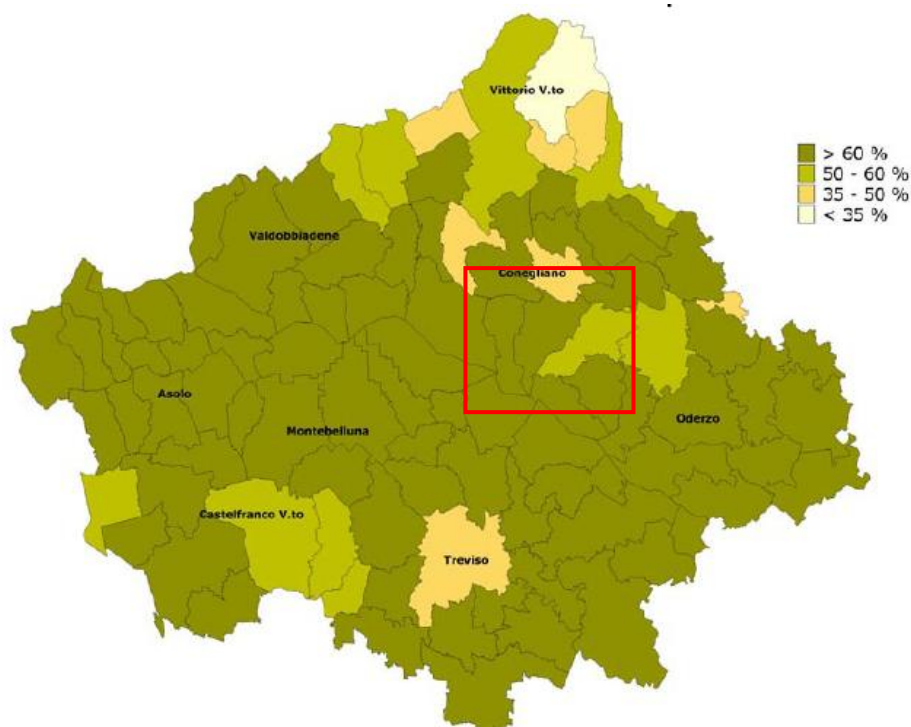 Vittorio V.to
> 60 %
50 - 60 %
35 - 50 %
< 35 %
Valdobbiadene
Conegliano
Asolo
Montebelluna
Oderzo
Castelfranco V.to
Treviso